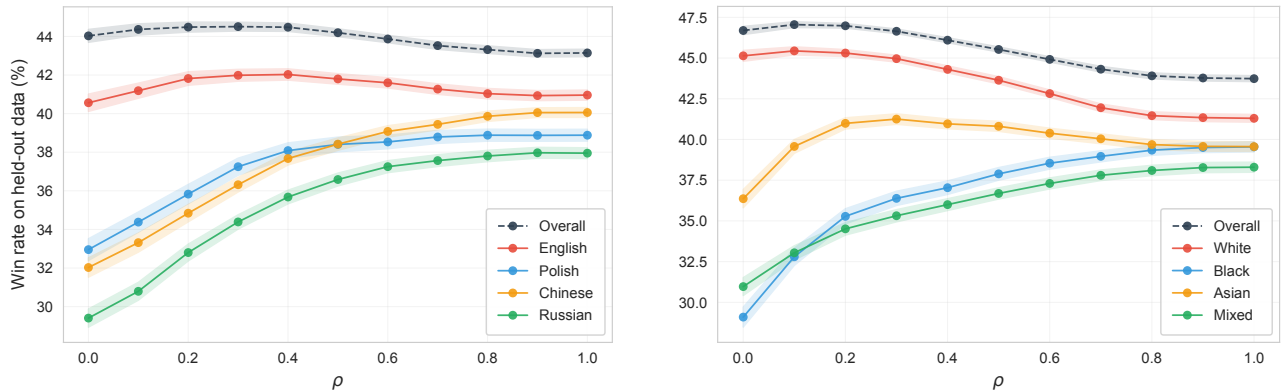 Win rate on held-out data (%)
44
42
40
38
36
34
32
30
0.0 0.2 0.4 0.6 0.8 1.0
ρ
Overall
English
Polish
Chinese
Russian
47.5
45.0
42.5
40.0
37.5
35.0
32.5
30.0
0.0 0.2 0.4 0.6 0.8 1.0
ρ
Overall
White
Black
Asian
Mixed